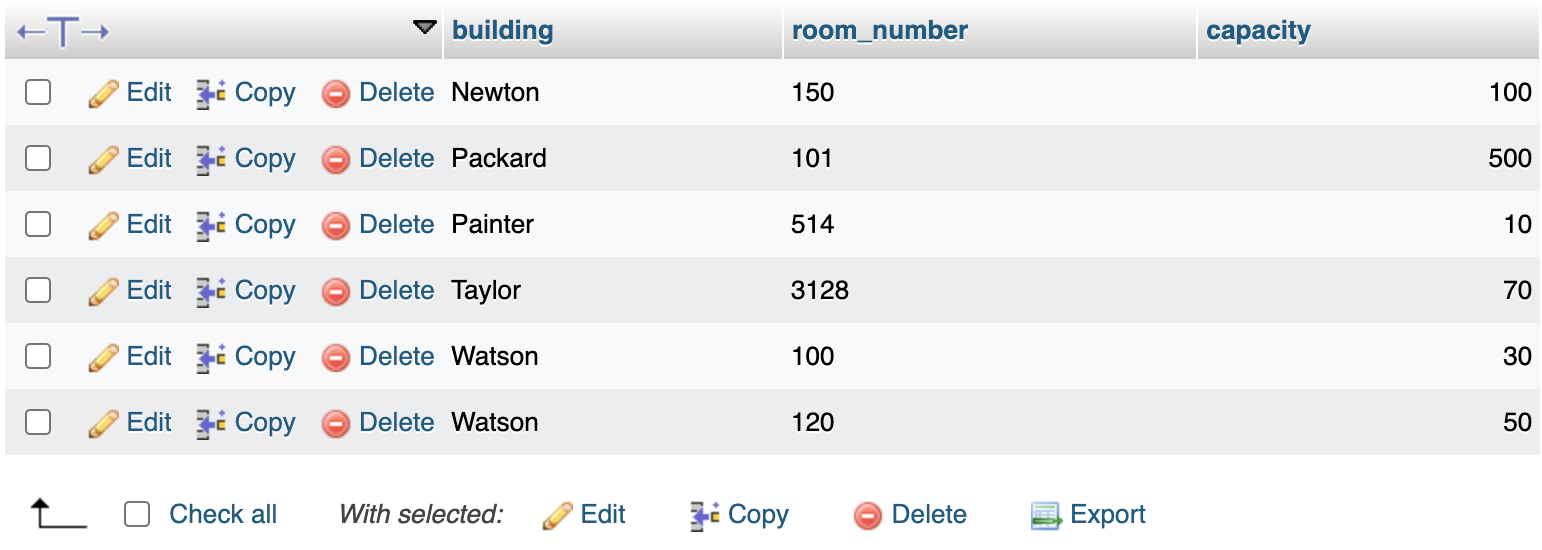 building room_number capacity
Edit Copy Delete Newton 150 100
Edit Copy Delete Packard 101 500
Edit Copy Delete Painter 514 10
Edit Copy Delete Taylor 3128 70
Edit Copy Delete Watson 100 30
Edit Copy Delete Watson 120 50
Check all With selected: Edit Copy Delete Export